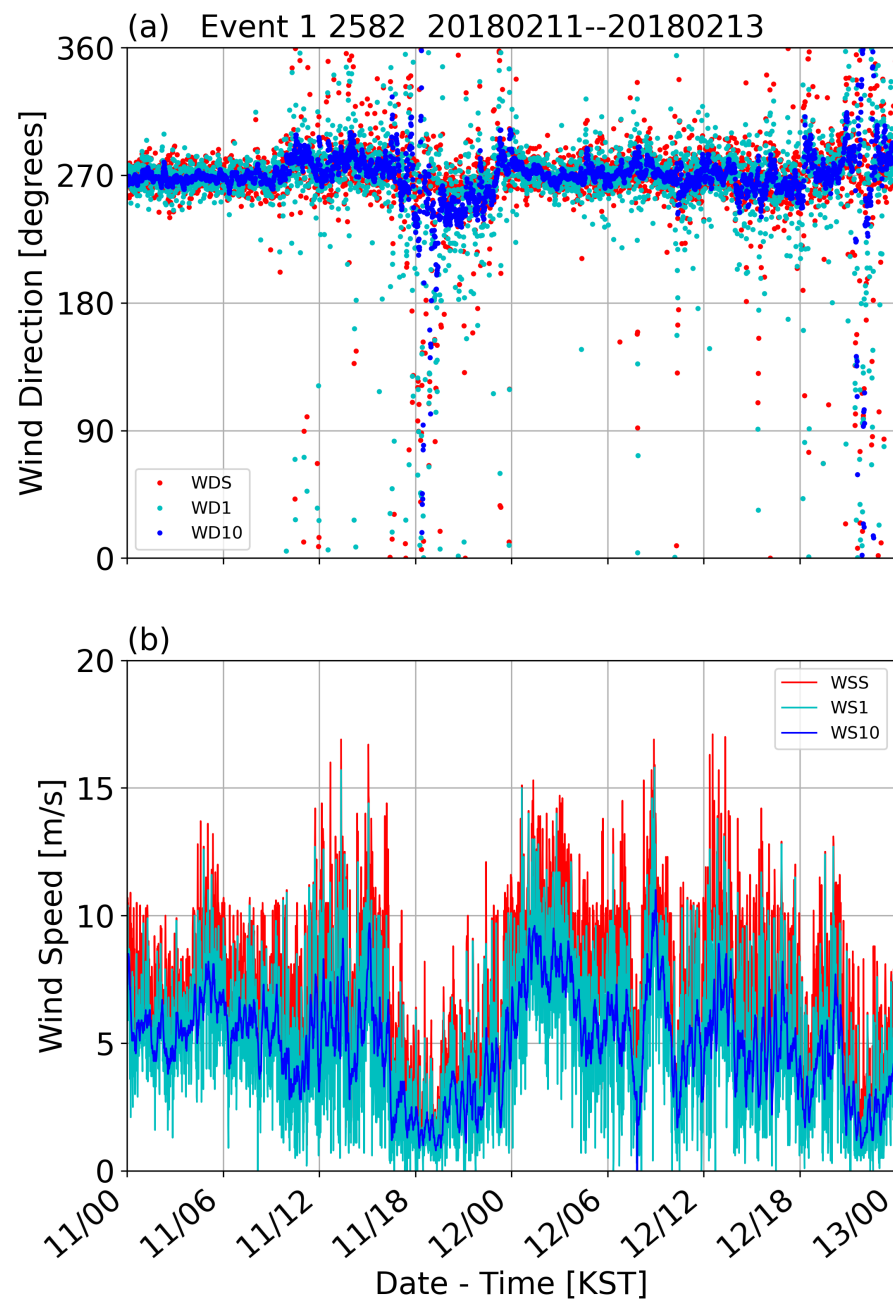 (a) Event 1 2582 20180211--20180213
Wind Direction [degrees]
360
270
180
90
0
WDS
WD1
WD10
(b)
Wind Speed [m/s]
20
15
10
5
0
WSS
WS1
WS10
11/00 11/06 11/12 11/18 12/00 12/06 12/12 12/18 13/00
Date - Time [KST]